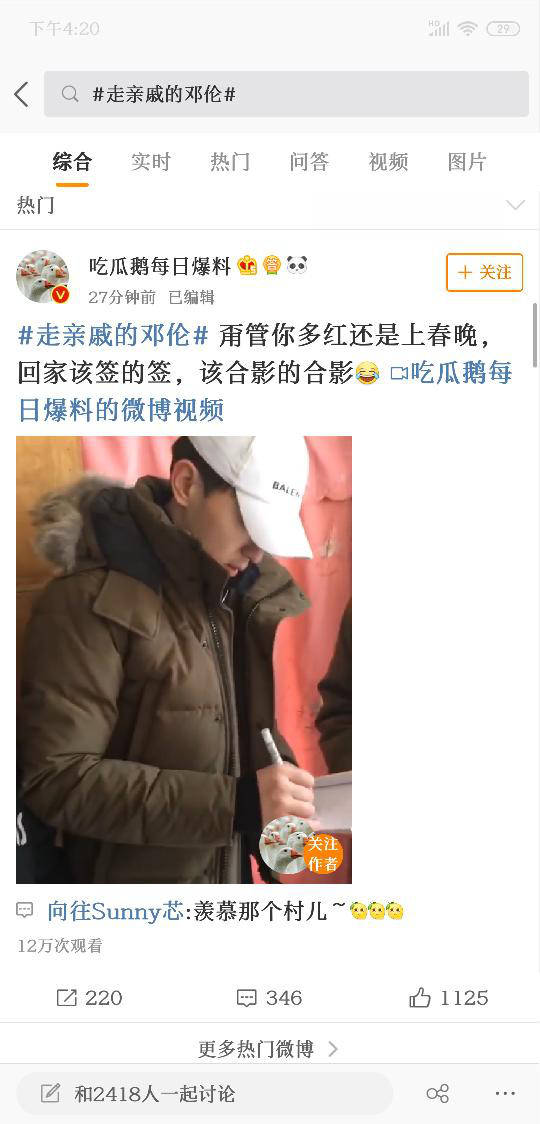 下午4:20
HD
29
#走亲戚的邓伦#
综合 实时 热门 问答 视频 图片
热门
吃瓜鹅每日爆料
+ 关注
27分钟前 已编辑
#走亲戚的邓伦# 甭管你多红还是上春晚，
回家该签的签，该合影的合影😂 吃瓜鹅每
日爆料的微博视频
BALEN
关注
作者
向往Sunny芯:羡慕那个村儿~
12万次观看
220 346 1125
更多热门微博
和2418人一起讨论